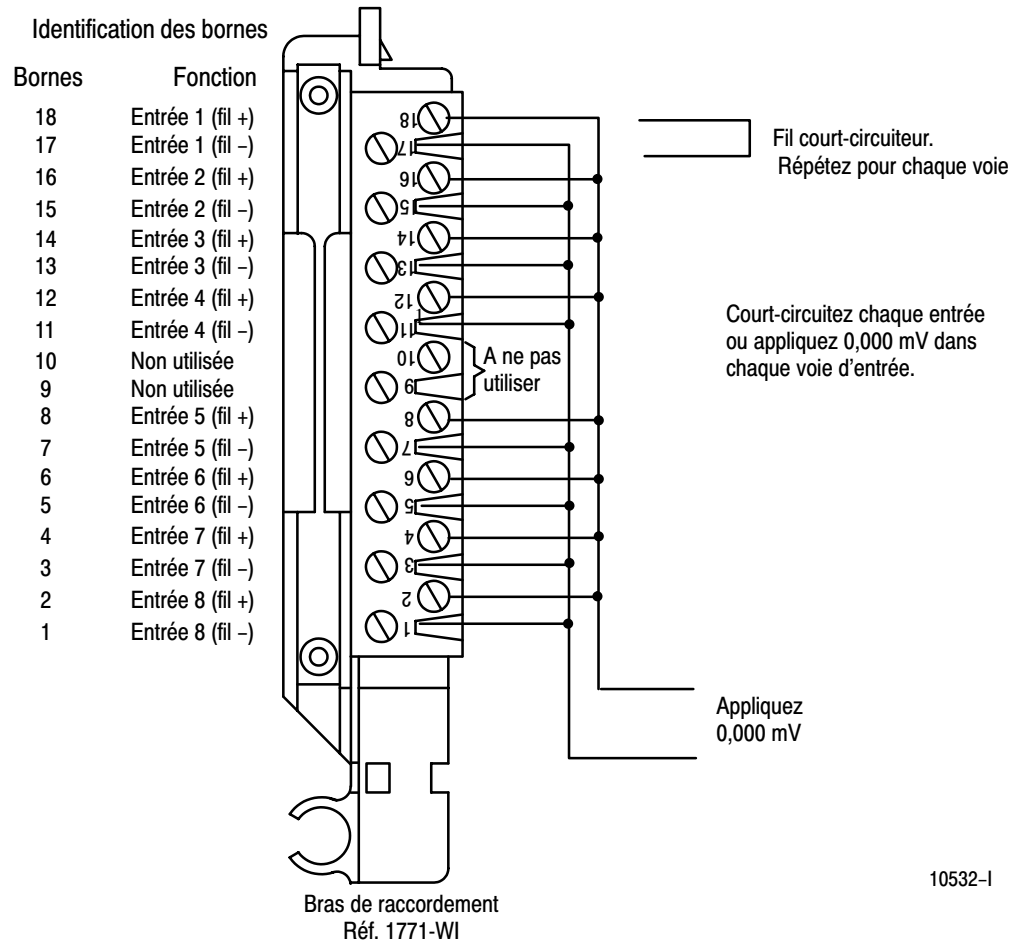 Identification des bornes
Bornes Fonction
18 Entrée 1 (fil +)
17 Entrée 1 (fil –)
16 Entrée 2 (fil +)
15 Entrée 2 (fil –)
14 Entrée 3 (fil +)
13 Entrée 3 (fil –)
12 Entrée 4 (fil +)
11 Entrée 4 (fil –)
10 Non utilisée
9 Non utilisée
8 Entrée 5 (fil +)
7 Entrée 5 (fil –)
6 Entrée 6 (fil +)
5 Entrée 6 (fil –)
4 Entrée 7 (fil +)
3 Entrée 7 (fil –)
2 Entrée 8 (fil +)
1 Entrée 8 (fil –)
18
17
16
15
14
13
12
11
10
9
8
7
6
5
4
3
2
1
A ne pas
utiliser
Fil court-circuiteur.
Répétez pour chaque voie
Court-circuitez chaque entrée
ou appliquez 0,000 mV dans
chaque voie d'entrée.
Appliquez
0,000 mV
Bras de raccordement
Réf. 1771-WI
10532–I